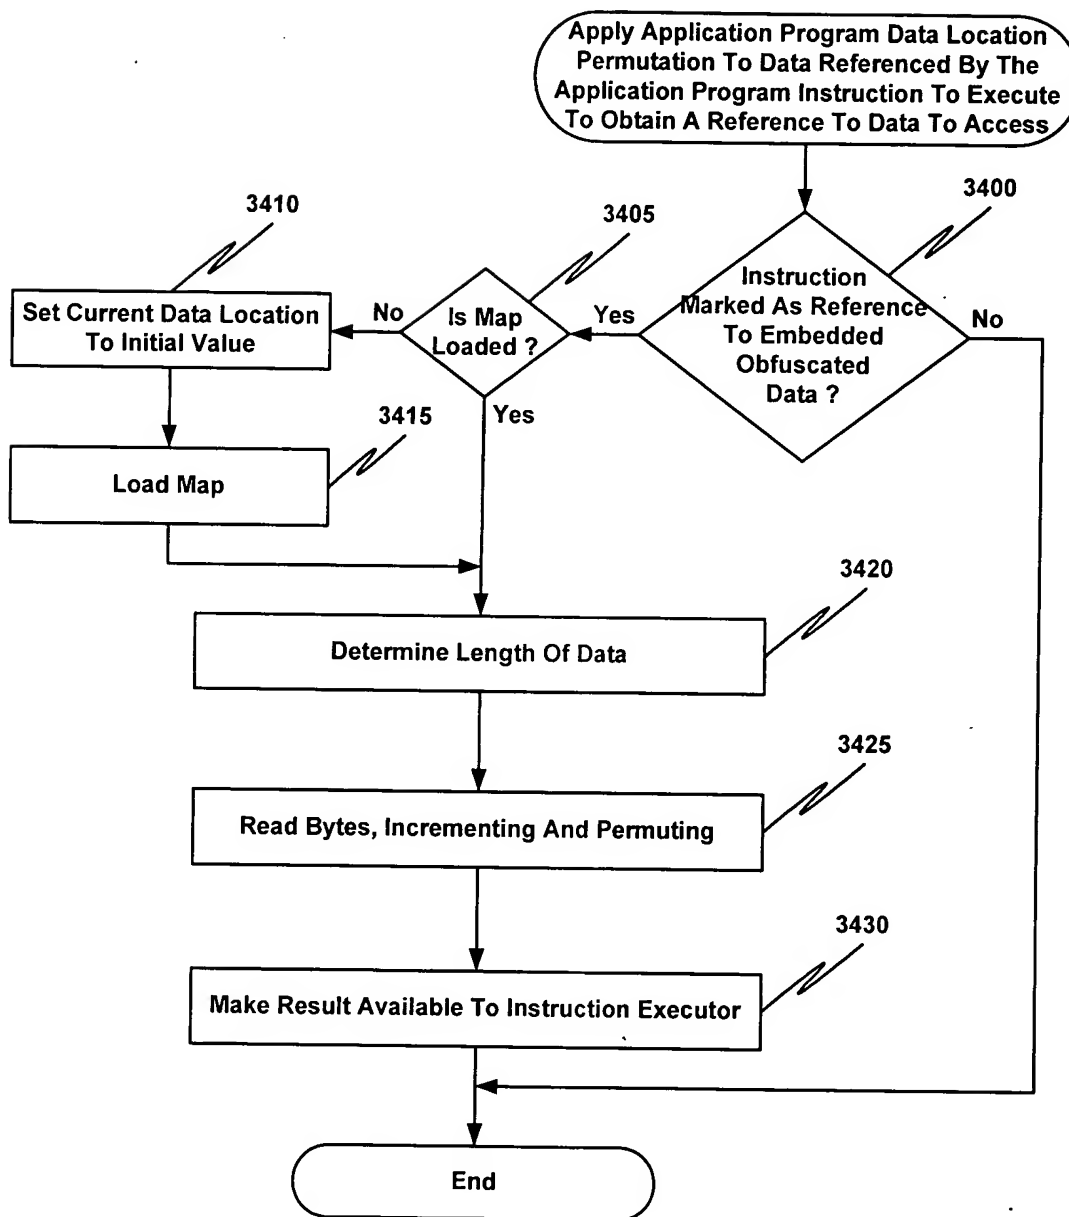 Apply Application Program Data Location
Permutation To Data Referenced By The
Application Program Instruction To Execute
To Obtain A Reference To Data To Access
3400
Instruction
Marked As Reference
To Embedded
Obfuscated
Data ?
No
Yes
3405
Is Map
Loaded ?
No
Yes
3410
Set Current Data Location
To Initial Value
3415
Load Map
3420
Determine Length Of Data
3425
Read Bytes, Incrementing And Permuting
3430
Make Result Available To Instruction Executor
End